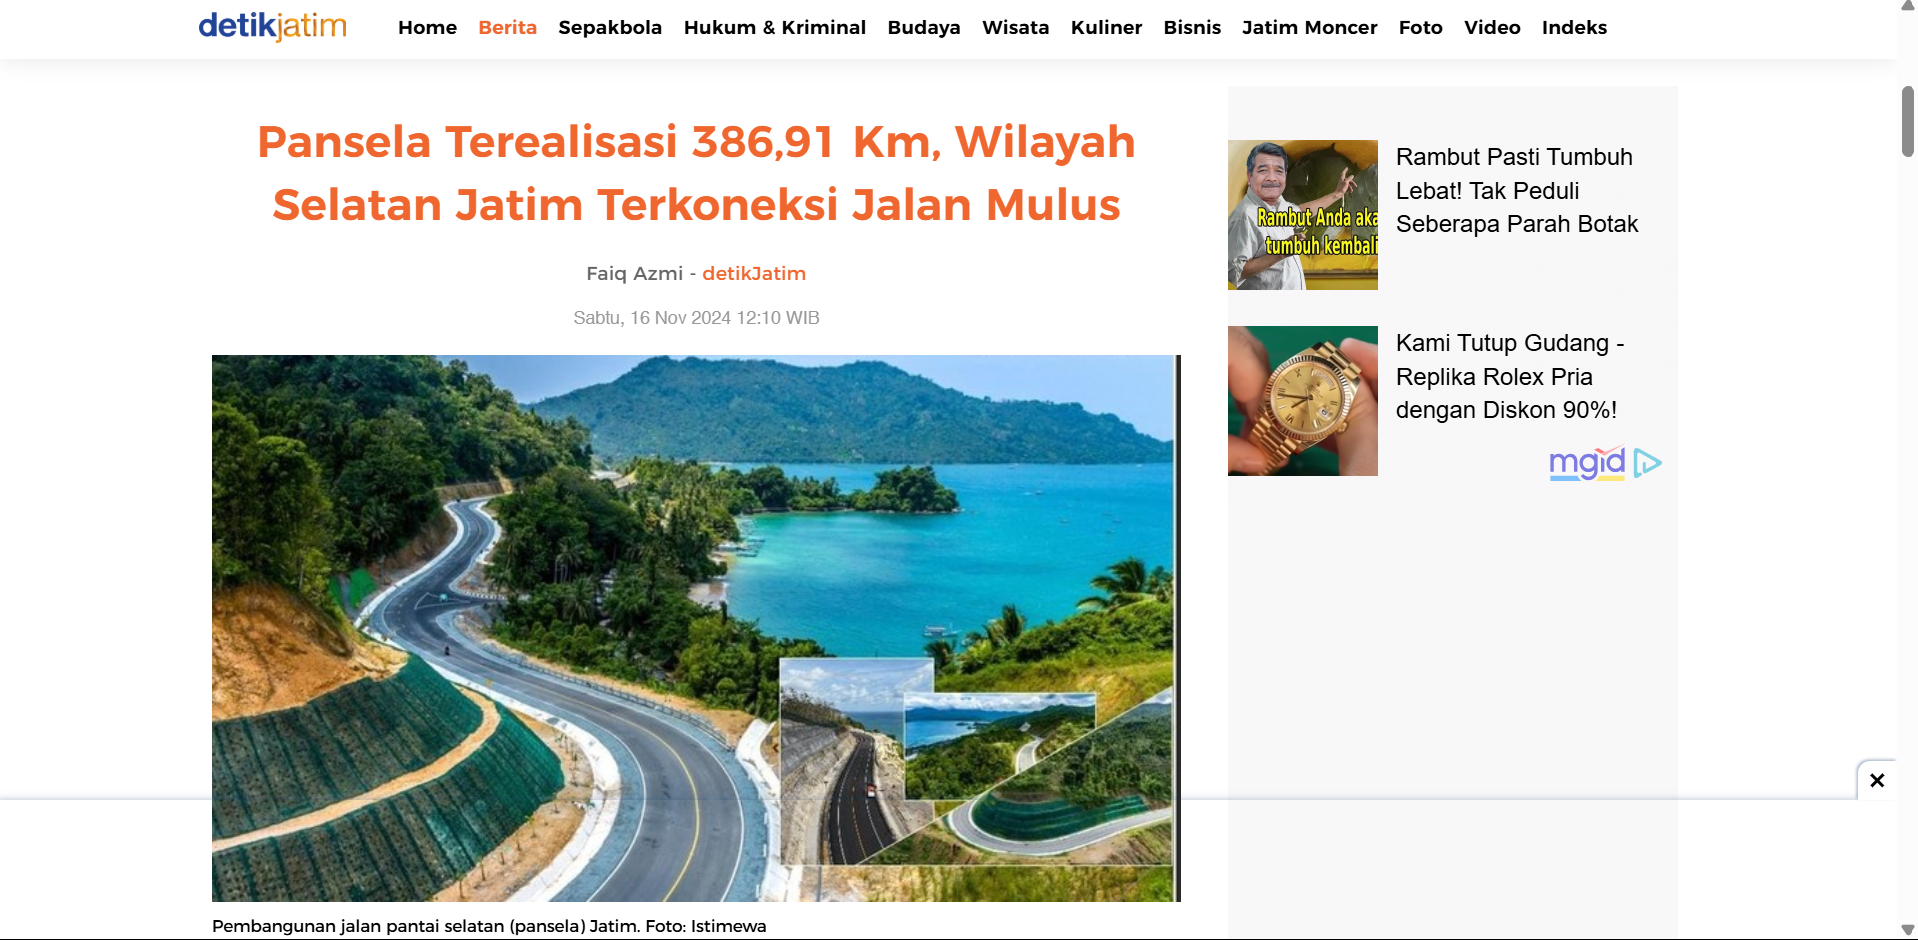 detikjatim
Home Berita Sepakbola Hukum & Kriminal Budaya Wisata Kuliner Bisnis Jatim Moncer Foto Video Indeks
Pansela Terealisasi 386,91 Km, Wilayah
Selatan Jatim Terkoneksi Jalan Mulus
Faiq Azmi - detikJatim
Sabtu, 16 Nov 2024 12:10 WIB
Pembangunan jalan pantai selatan (pansela) Jatim. Foto: Istimewa
Rambut Anda aka
tumbuh kembali
Rambut Pasti Tumbuh
Lebat! Tak Peduli
Seberapa Parah Botak
Kami Tutup Gudang -
Replika Rolex Pria
dengan Diskon 90%!
mgid